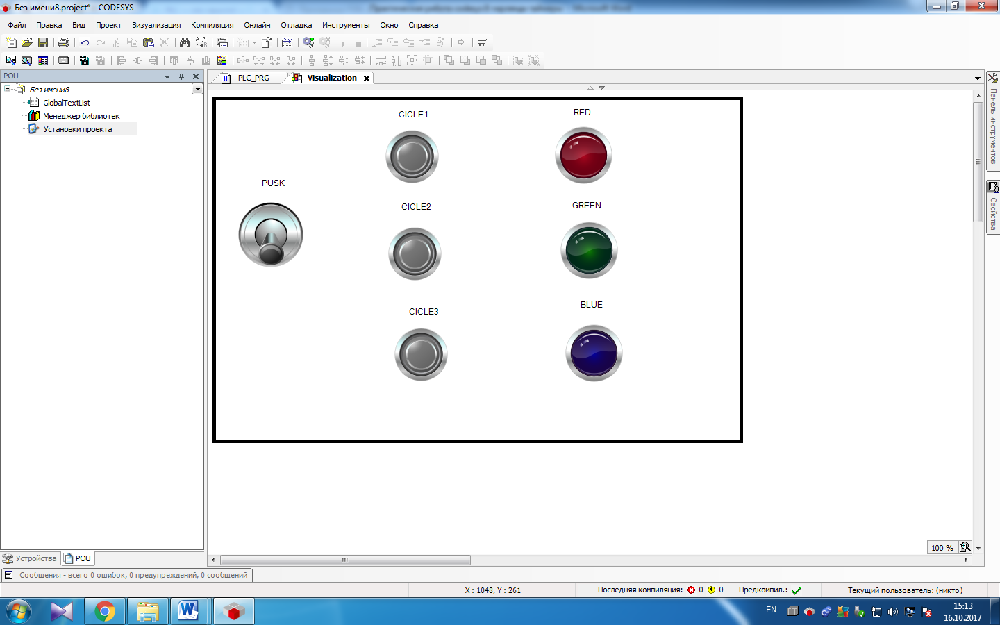 Без имени8.project* - CODESYS
Файл Правка Вид Проект Визуализация Компиляция Онлайн Отладка Инструменты Окно Справка
POU
PLC_PRG Visualization
Без имени8
GlobalTextList
Менеджер библиотек
Установки проекта
CICLE1
RED
PUSK
CICLE2
GREEN
CICLE3
BLUE
Панель инструментов
Свойства
100 %
Устройства POU
Сообщения - всего 0 ошибок, 0 предупреждений, 0 сообщений
X : 1048, Y : 261
Последняя компиляция: 0 0 Предкомпил.:
Текущий пользователь: (никто)
EN
15:13
16.10.2017